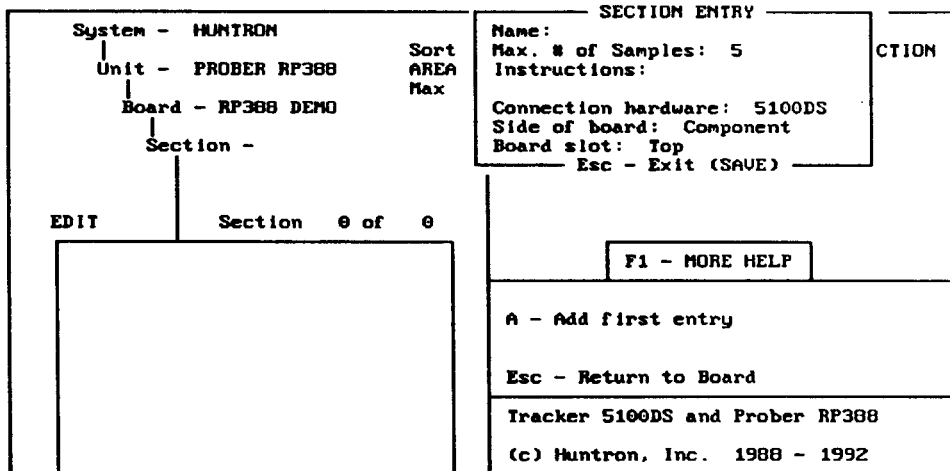 System - HUNTRON
Unit - PROBER RP388
Board - RP388 DEMO
Section -
Sort
AREA
Max
SECTION ENTRY
Name:
Max. # of Samples: 5
Instructions:
Connection hardware: 5100DS
Side of board: Component
Board slot: Top
Esc - Exit (SAVE)
CTION
EDIT Section 0 of 0
F1 - MORE HELP
A - Add first entry
Esc - Return to Board
Tracker 5100DS and Prober RP388
(c) Huntron, Inc. 1988 - 1992